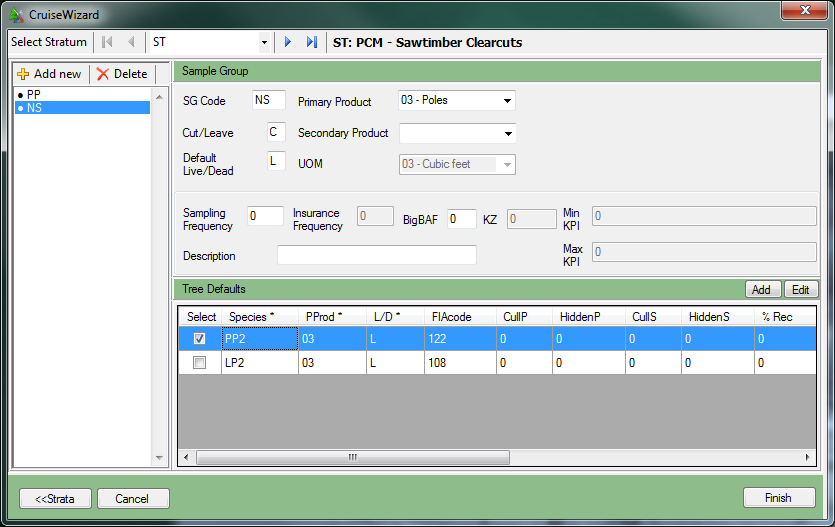 CruiseWizard
Select Stratum ST ST: PCM - Sawtimber Clearcuts
Add new Delete
● PP
● NS
Sample Group
SG Code NS Primary Product 03 - Poles
Cut/Leave C Secondary Product
Default Live/Dead L UOM 03 - Cubic feet
Sampling Frequency 0 Insurance Frequency 0 BigBAF 0 KZ 0 Min KPI 0
Description Max KPI 0
Tree Defaults Add Edit
Select Species * PProd * L/D * FIAcode CullP HiddenP CullS HiddenS % Rec
PP2 03 L 122 0 0 0 0 0
LP2 03 L 108 0 0 0 0 0
<<Strata Cancel Finish